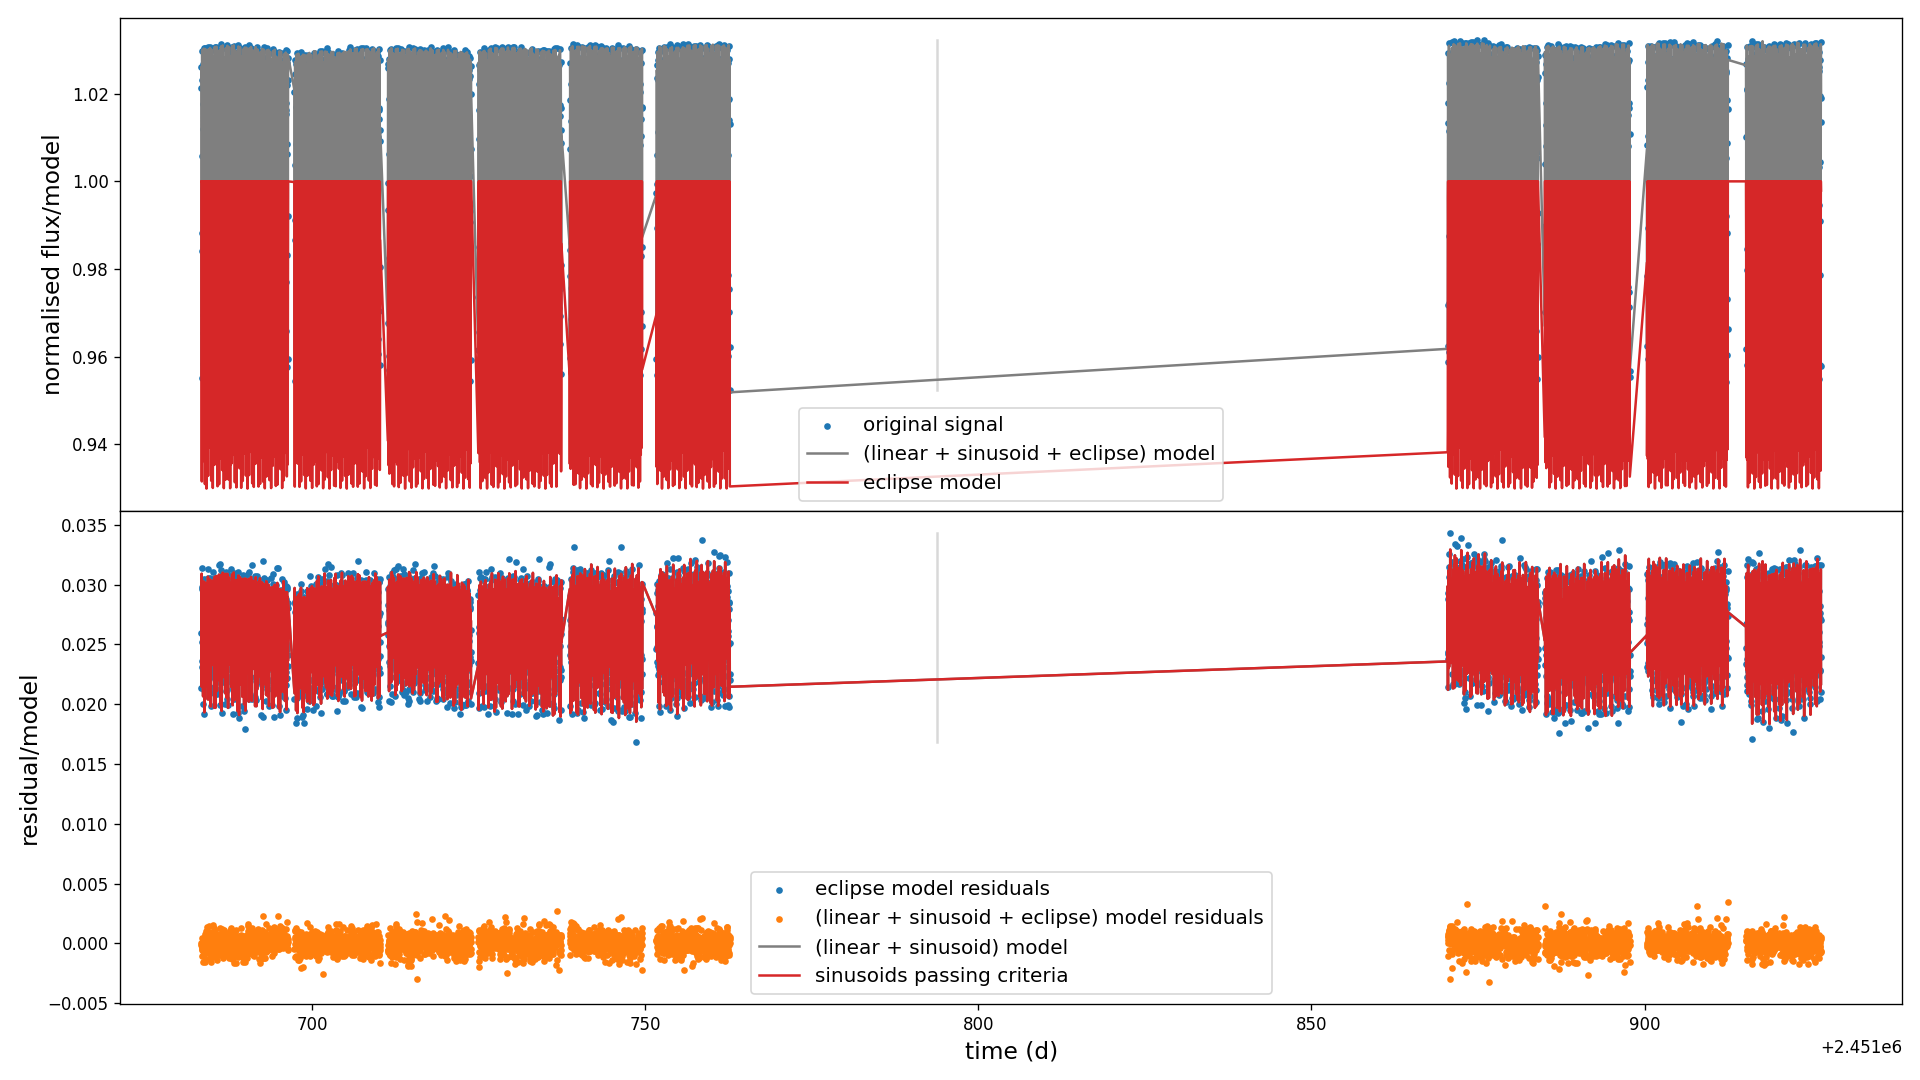 normalised flux/model
1.02
1.00
0.98
0.96
0.94
original signal
(linear + sinusoid + eclipse) model
eclipse model
residual/model
0.035
0.030
0.025
0.020
0.015
0.010
0.005
0.000
−0.005
eclipse model residuals
(linear + sinusoid + eclipse) model residuals
(linear + sinusoid) model
sinusoids passing criteria
700
750
800
850
900
time (d)
+2.451e6